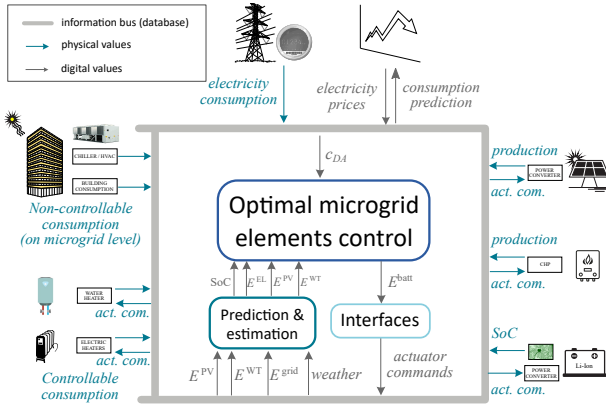 information bus (database)
physical values
digital values
electricity
consumption
electricity
prices
consumption
prediction
CHILLER / HVAC
BUILDING
CONSUMPTION
Non-controllable
consumption
(on microgrid level)
WATER
HEATER
act. com.
ELECTRIC
HEATERS
act. com.
Controllable
consumption
c_DA
Optimal microgrid
elements control
SoC
E^EL
E^PV
E^WT
E^batt
Prediction &
estimation
Interfaces
E^PV
E^WT
E^grid
weather
actuator
commands
production
POWER
CONVERTER
act. com.
production
CHP
act. com.
SoC
POWER
CONVERTER
Li-Ion
act. com.